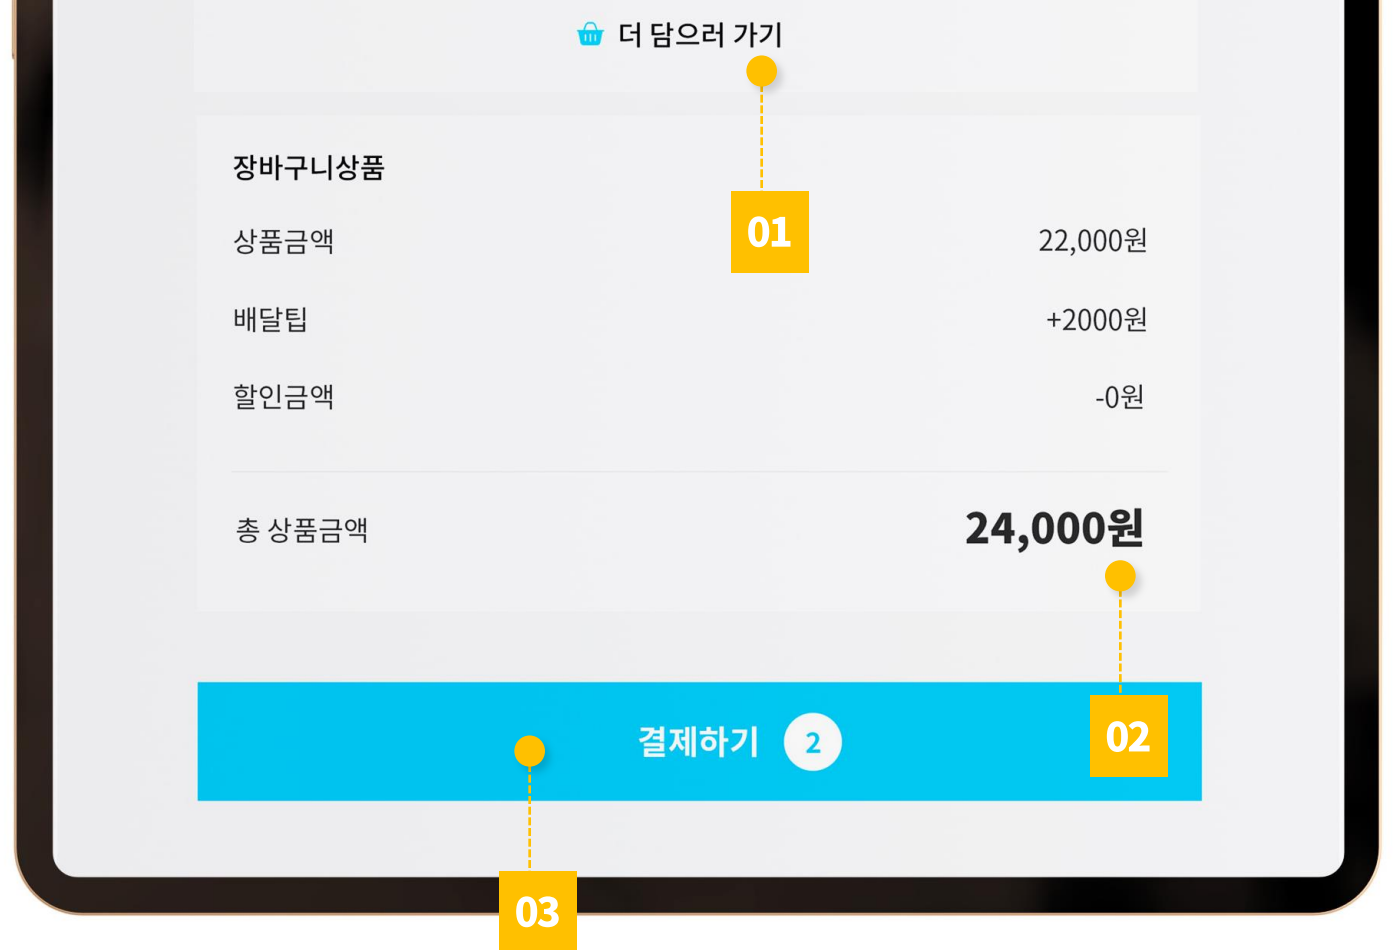 더 담으러 가기
01
장바구니상품
상품금액 22,000원
배달팁 +2000원
할인금액 -0원
총 상품금액 24,000원
결제하기 2
02
03